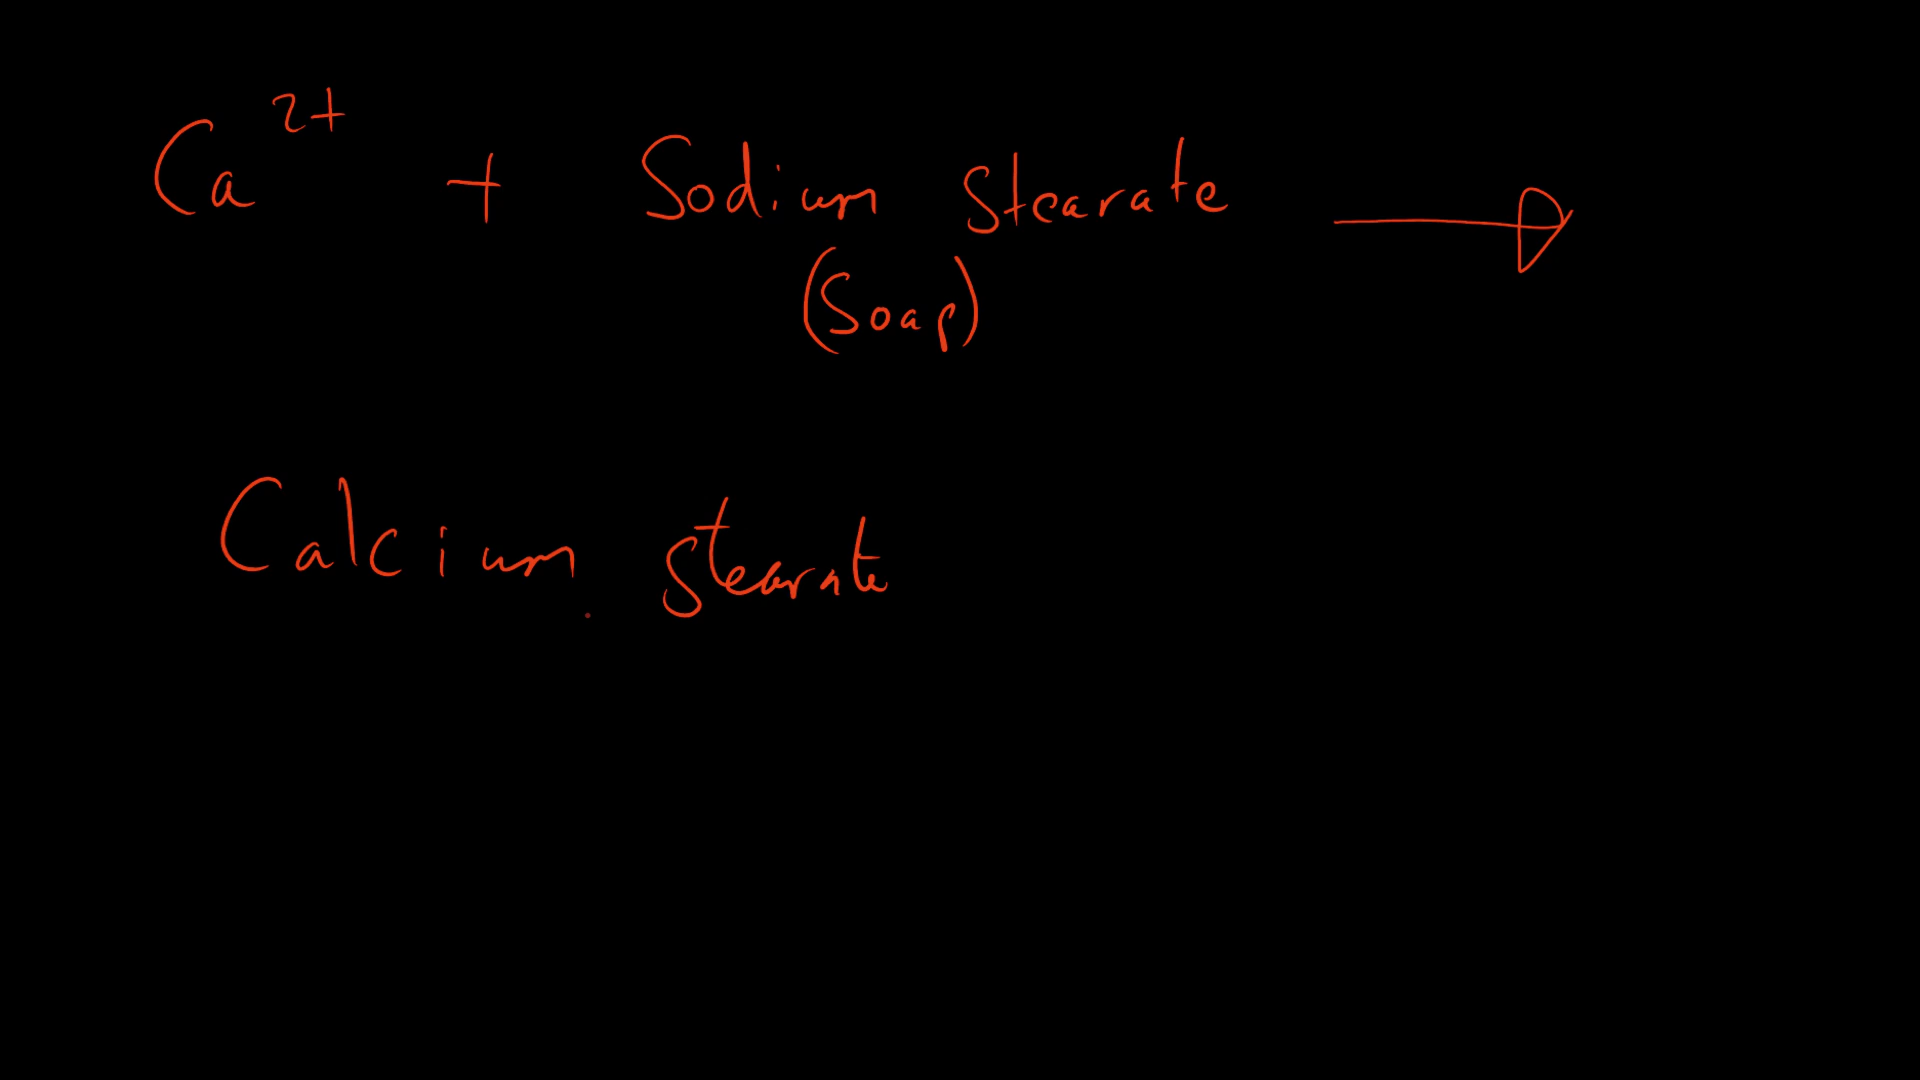 Ca²⁺ + Sodium Stearate →
(Soap)
Calcium Stearate